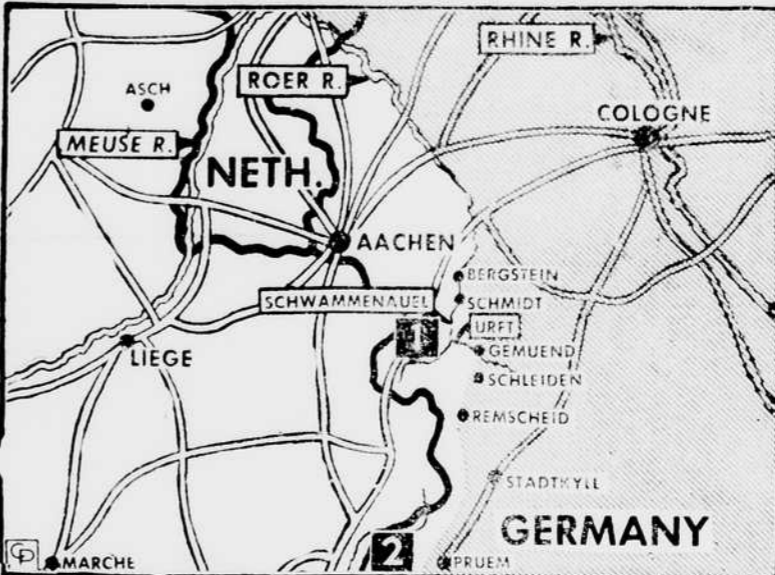 RHINE R.
ROER R.
ASCH
COLOGNE
MEUSE R.
NETH.
AACHEN
BERGSTEIN
SCHWAMMENAUEL
SCHMIDT
URFT
1
GEMUEND
LIEGE
SCHLEIDEN
REMSCHEID
STADTKYLL
GERMANY
2
CP
MARCHE
PRUEM